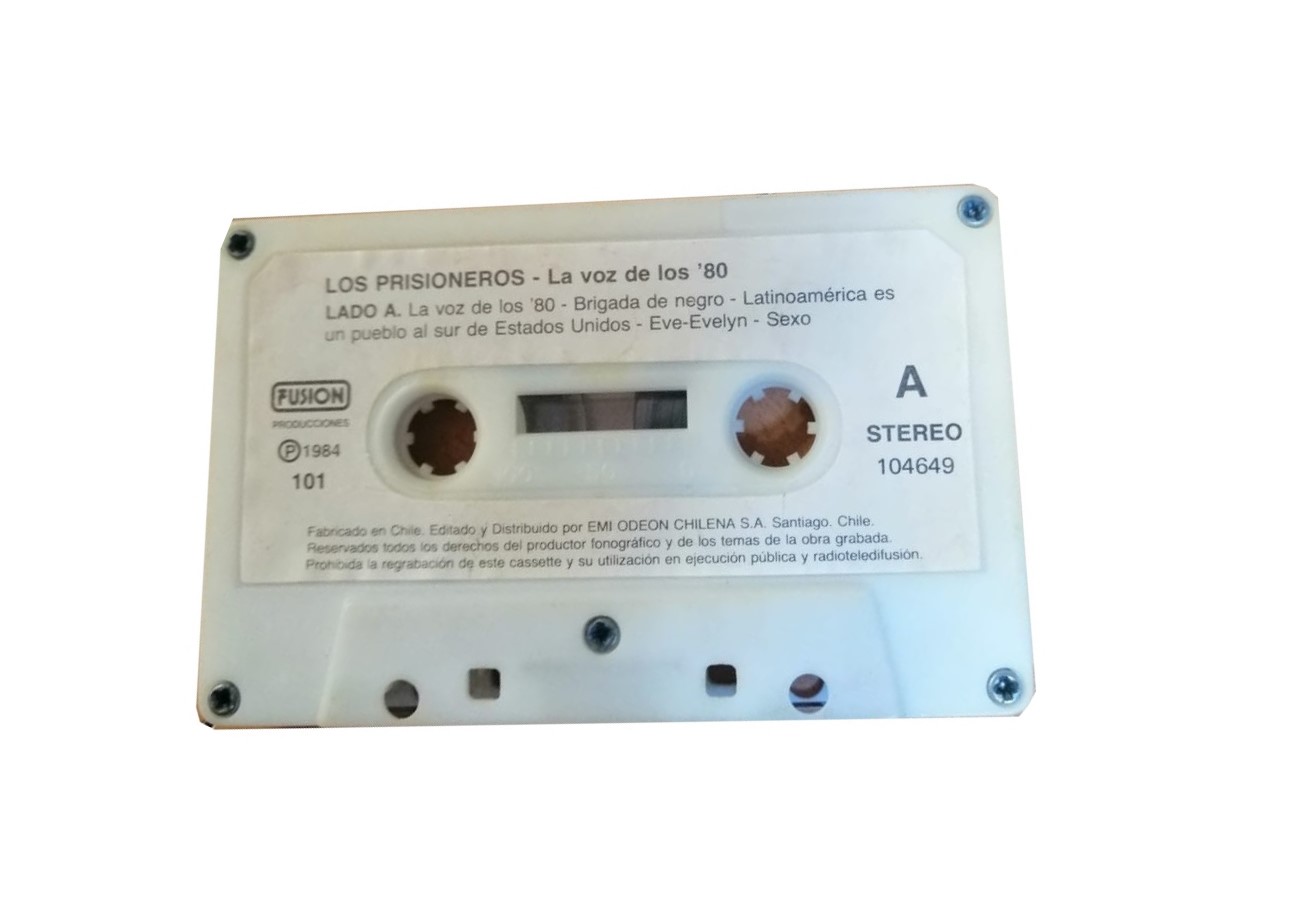 LOS PRISIONEROS - La voz de los '80
LADO A. La voz de los '80 - Brigada de negro - Latinoamérica es
un pueblo al sur de Estados Unidos - Eve-Evelyn - Sexo
FUSION
PRODUCCIONES
Ⓟ1984
101
A
STEREO
104649
Fabricado en Chile. Editado y Distribuido por EMI ODEON CHILENA S.A. Santiago. Chile.
Reservados todos los derechos del productor fonográfico y de los temas de la obra grabada.
Prohibida la regrabación de este cassette y su utilización en ejecución pública y radioteledifusión.